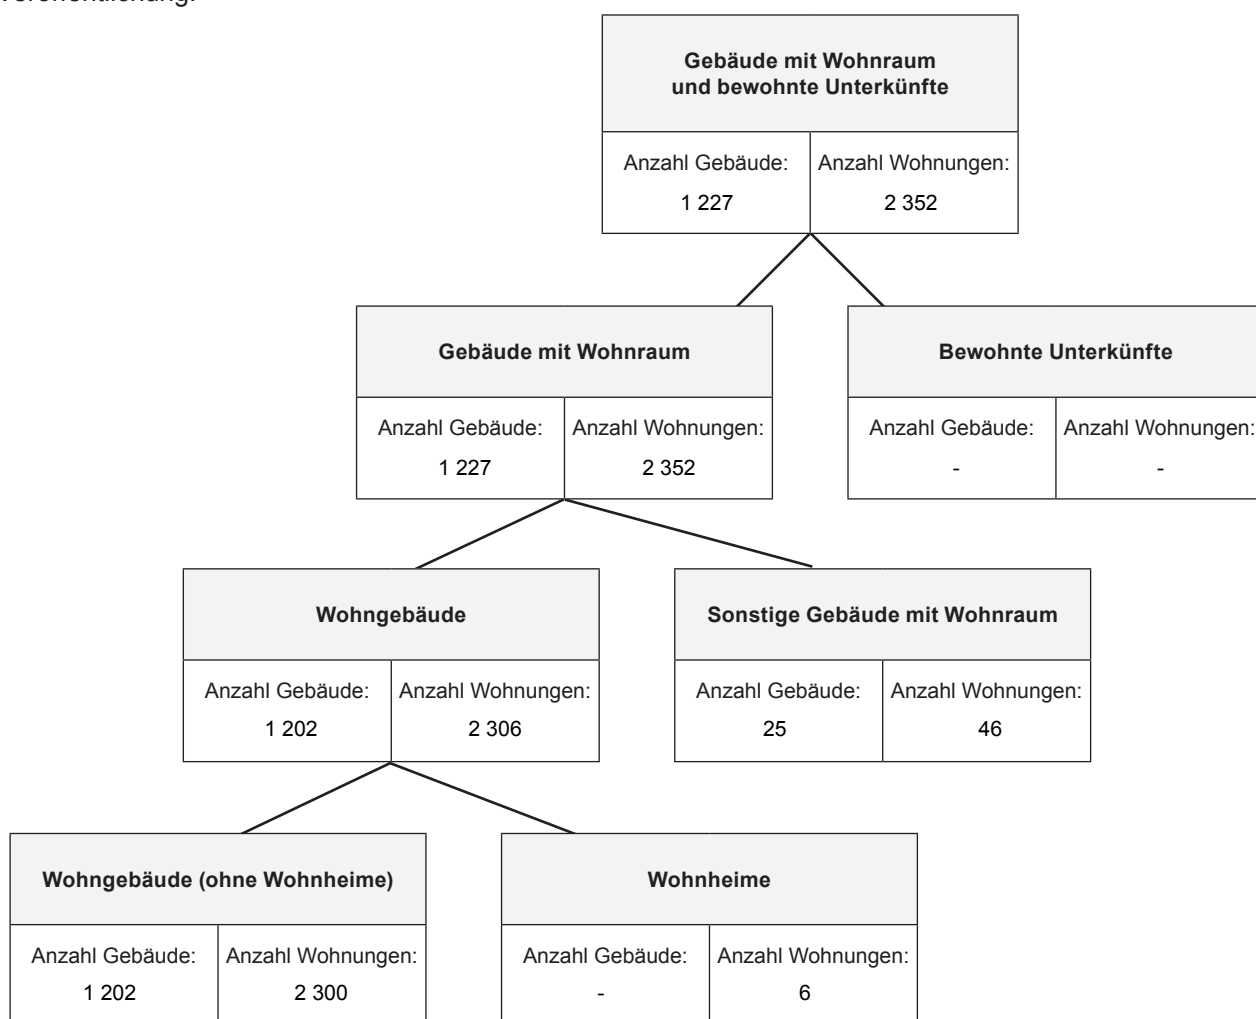 Veröffentlichung.
Gebäude mit Wohnraum
und bewohnte Unterkünfte
Anzahl Gebäude: Anzahl Wohnungen:
1 227 2 352
Gebäude mit Wohnraum Bewohnte Unterkünfte
Anzahl Gebäude: Anzahl Wohnungen: Anzahl Gebäude: Anzahl Wohnungen:
1 227 2 352 - -
Wohngebäude Sonstige Gebäude mit Wohnraum
Anzahl Gebäude: Anzahl Wohnungen: Anzahl Gebäude: Anzahl Wohnungen:
1 202 2 306 25 46
Wohngebäude (ohne Wohnheime) Wohnheime
Anzahl Gebäude: Anzahl Wohnungen: Anzahl Gebäude: Anzahl Wohnungen:
1 202 2 300 - 6